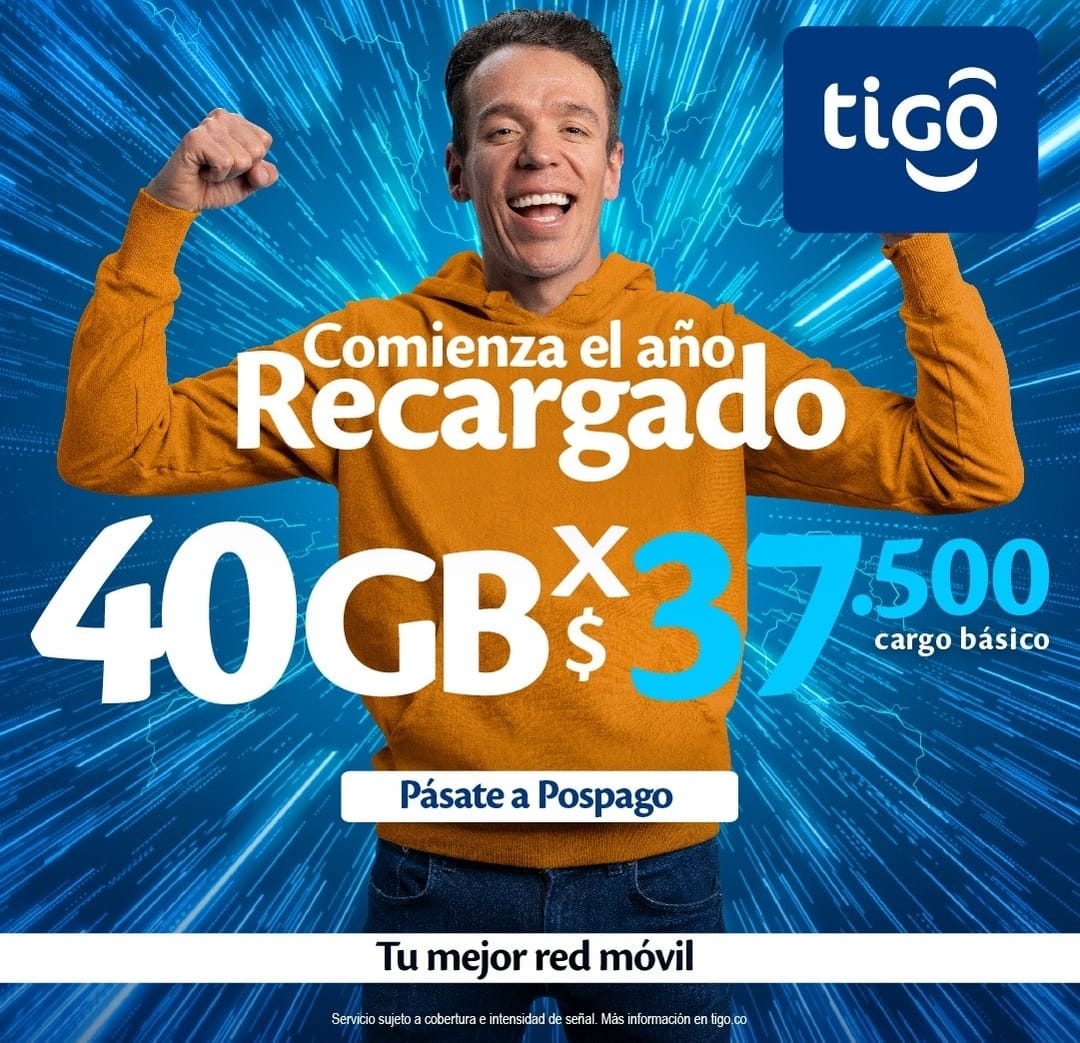 tigo
Comienza el año
Recargado
40GB X $37.500
cargo básico
Pásate a Pospago
Tu mejor red móvil
Servicio sujeto a cobertura e intensidad de señal. Más información en tigo.co